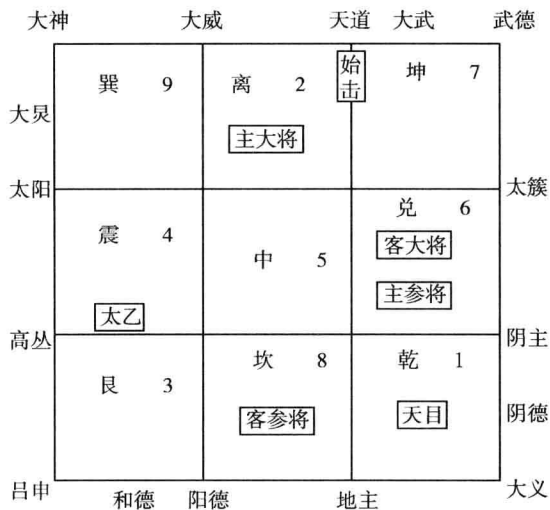 大神 大威 天道 大武 武德
巽 9 离 2 始击 坤 7
大炅
主大将
太阳 太簇
震 4 中 5 兑 6
客大将
主参将
太乙
高丛 阴主
艮 3 坎 8 乾 1
客参将 天目 阴德
吕申 和德 阳德 地主 大义